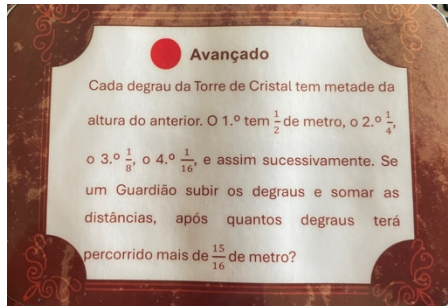 Avançado
Cada degrau da Torre de Cristal tem metade da
altura do anterior. O 1.º tem 1/2 de metro, o 2.º 1/4,
o 3.º 1/8, o 4.º 1/16, e assim sucessivamente. Se
um Guardião subir os degraus e somar as
distâncias, após quantos degraus terá
percorrido mais de 15/16 de metro?